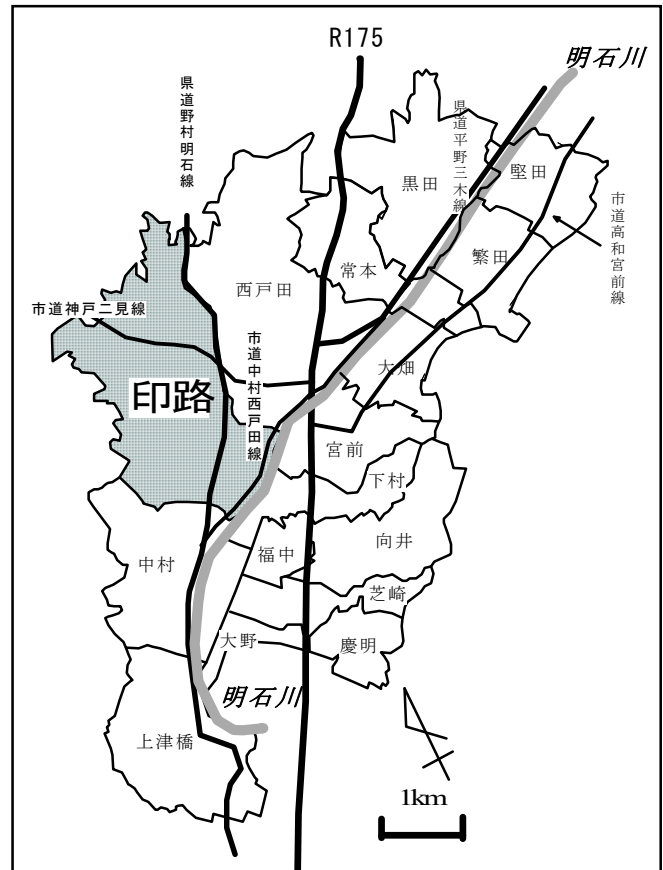 R175
明石川
県道野村明石線
県道平野三木線
堅田
黒田
市道高和宮前線
繁田
常本
西戸田
市道神戸二見線
市道中村西戸田線
大畑
印路
宮前
下村
向井
福中
中村
芝崎
大野
慶明
明石川
上津橋
1km